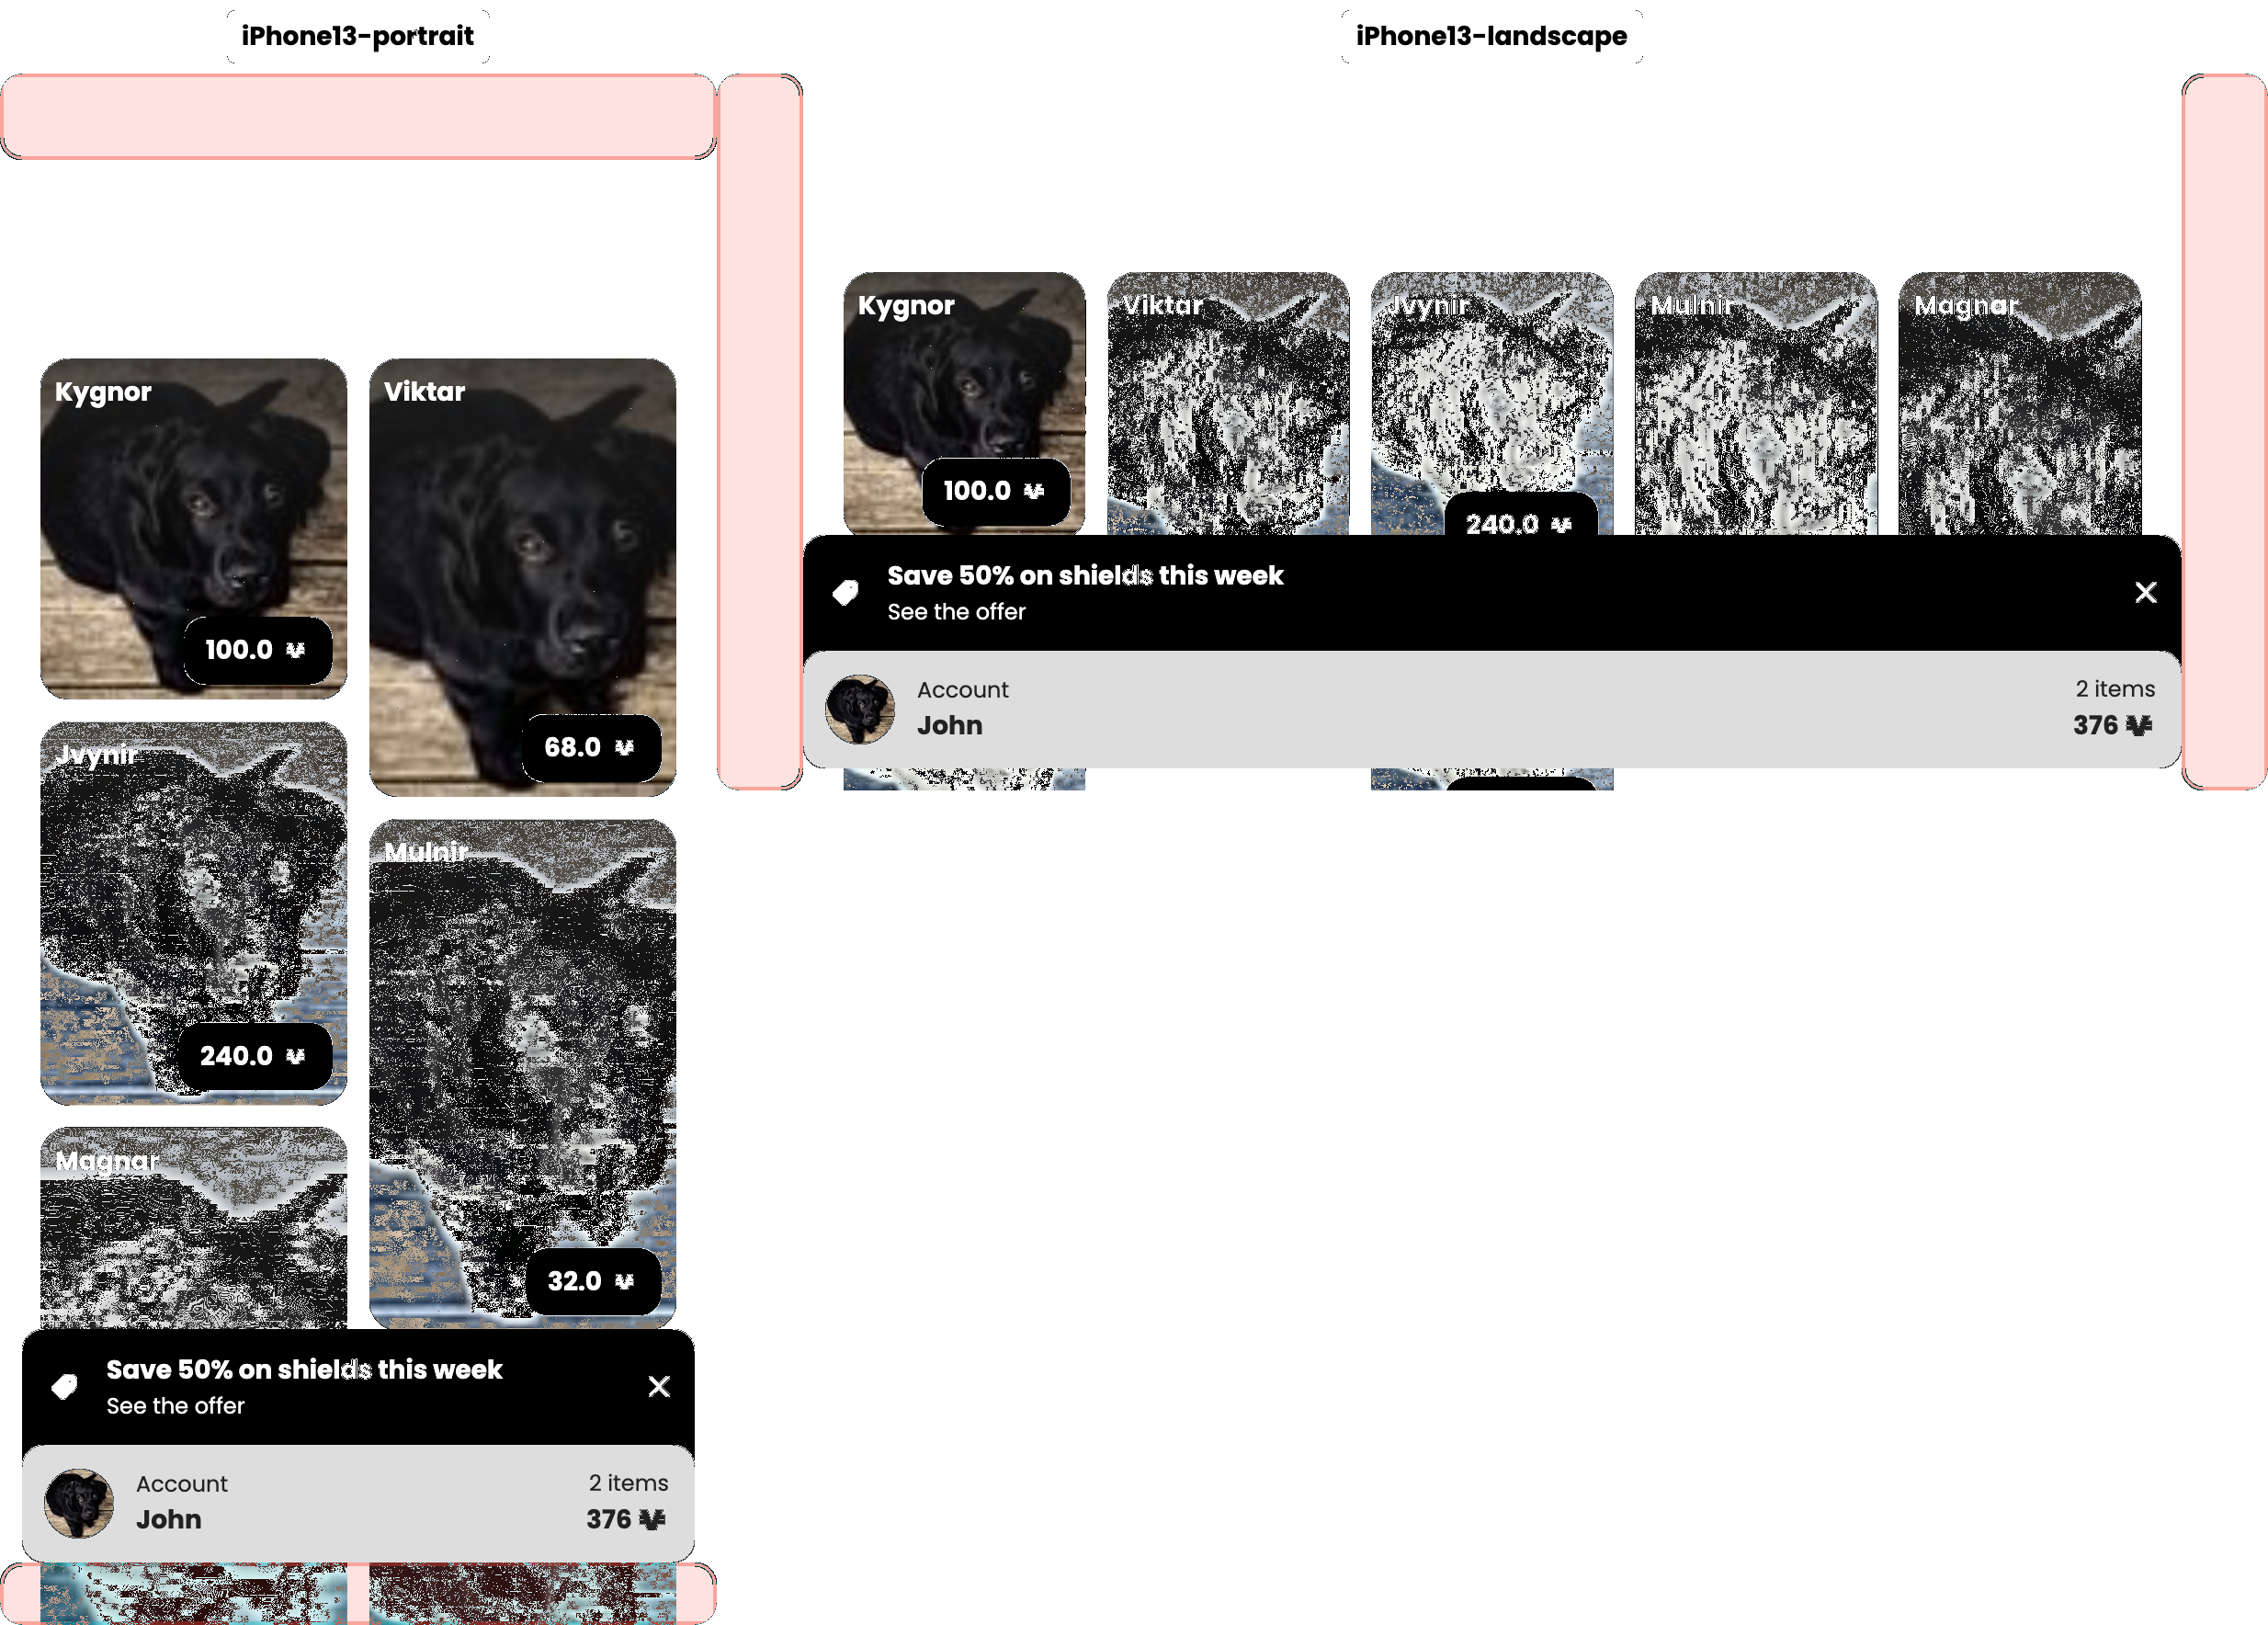 iPhone13-portrait
Kygnor
100.0
Viktar
68.0
Jvynir
240.0
Mulnir
32.0
Magnar
Save 50% on shields this week
See the offer
Account
John
2 items
376
iPhone13-landscape
Kygnor
100.0
Viktar
Jvynir
240.0
Mulnir
Magnar
Save 50% on shields this week
See the offer
Account
John
2 items
376